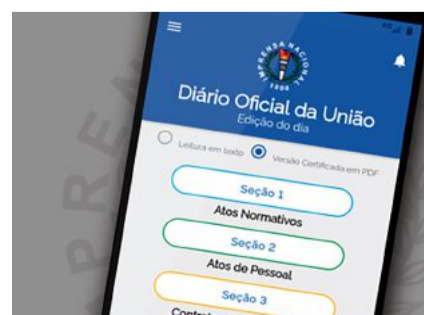 4G
IMPRENSA NACIONAL
1808
Diário Oficial da União
Edição do dia
Leitura em texto
Versão Certificada em PDF
Seção 1
Atos Normativos
Seção 2
Atos de Pessoal
Seção 3